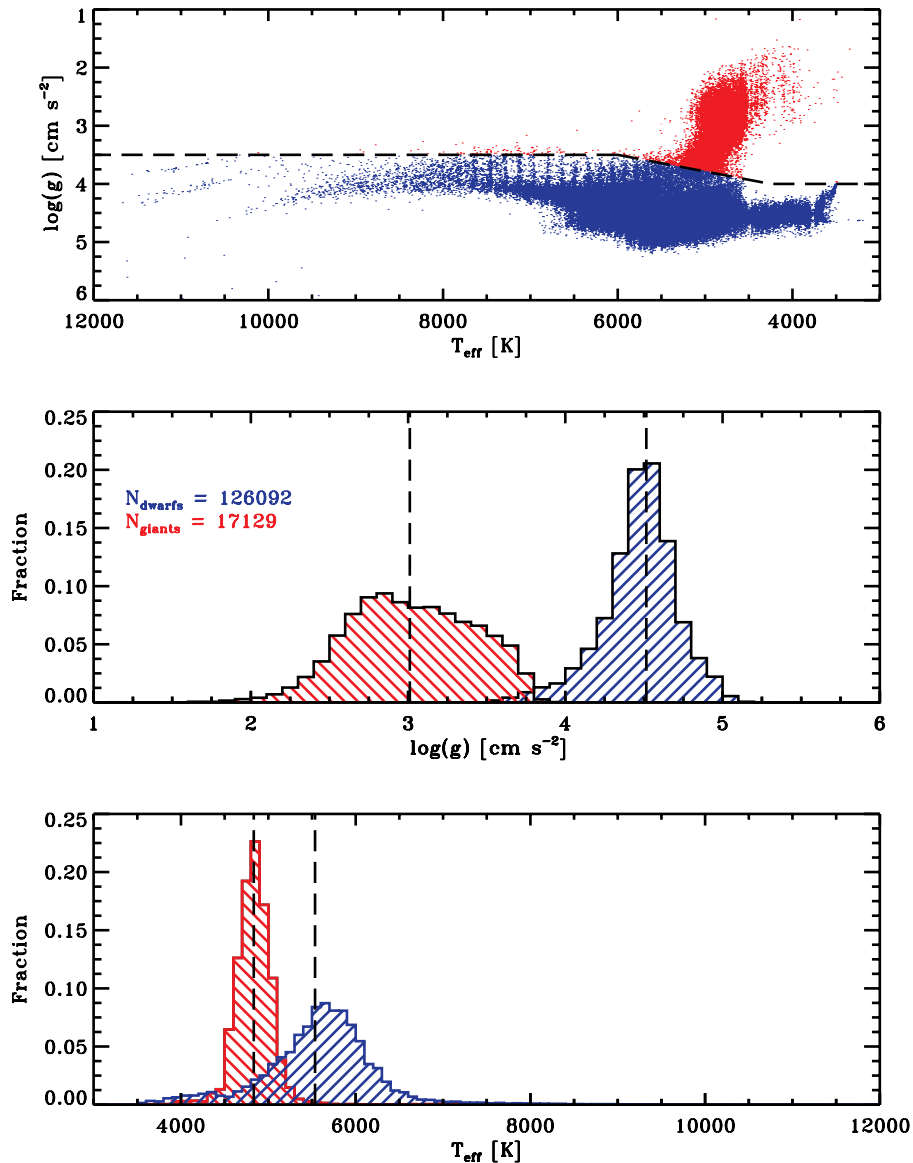 1
2
3
4
5
6
log(g) [cm s⁻²]
12000 10000 8000 6000 4000
T_eff [K]
0.25
0.20
0.15
0.10
0.05
0.00
Fraction
N_dwarfs = 126092
N_giants = 17129
1 2 3 4 5 6
log(g) [cm s⁻²]
0.25
0.20
0.15
0.10
0.05
0.00
Fraction
4000 6000 8000 10000 12000
T_eff [K]